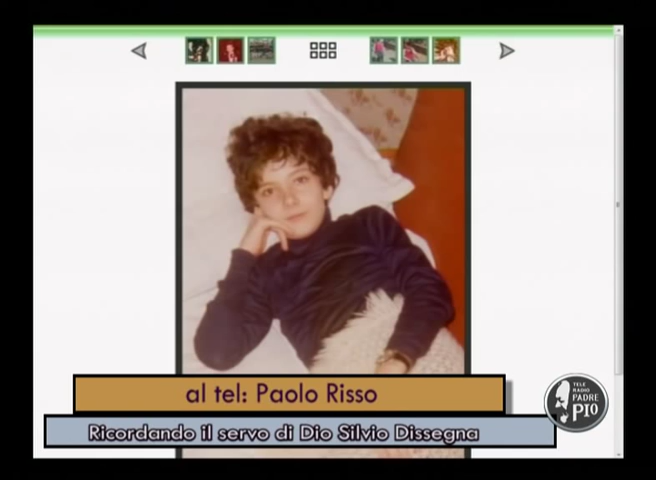 al tel: Paolo Risso
Ricordando il servo di Dio Silvio Dissegna
TELE
RADIO
PADRE
PIO